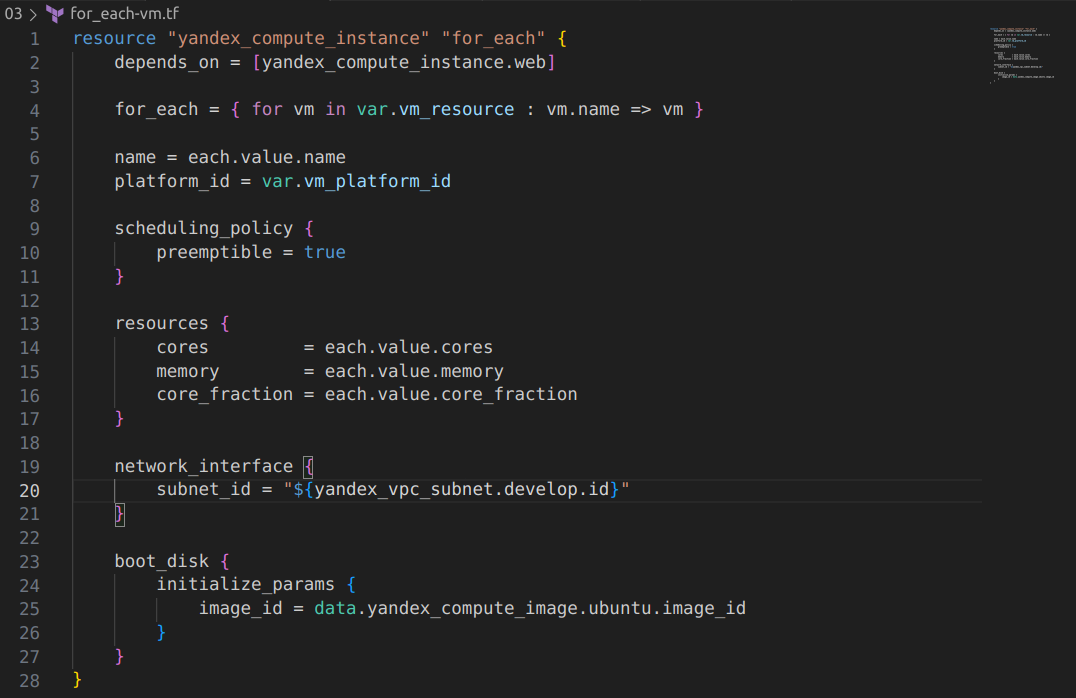 03 > for_each-vm.tf
1 resource "yandex_compute_instance" "for_each" {
2 depends_on = [yandex_compute_instance.web]
3
4 for_each = { for vm in var.vm_resource : vm.name => vm }
5
6 name = each.value.name
7 platform_id = var.vm_platform_id
8
9 scheduling_policy {
10 preemptible = true
11 }
12
13 resources {
14 cores = each.value.cores
15 memory = each.value.memory
16 core_fraction = each.value.core_fraction
17 }
18
19 network_interface {
20 subnet_id = "${yandex_vpc_subnet.develop.id}"
21 }
22
23 boot_disk {
24 initialize_params {
25 image_id = data.yandex_compute_image.ubuntu.image_id
26 }
27 }
28 }